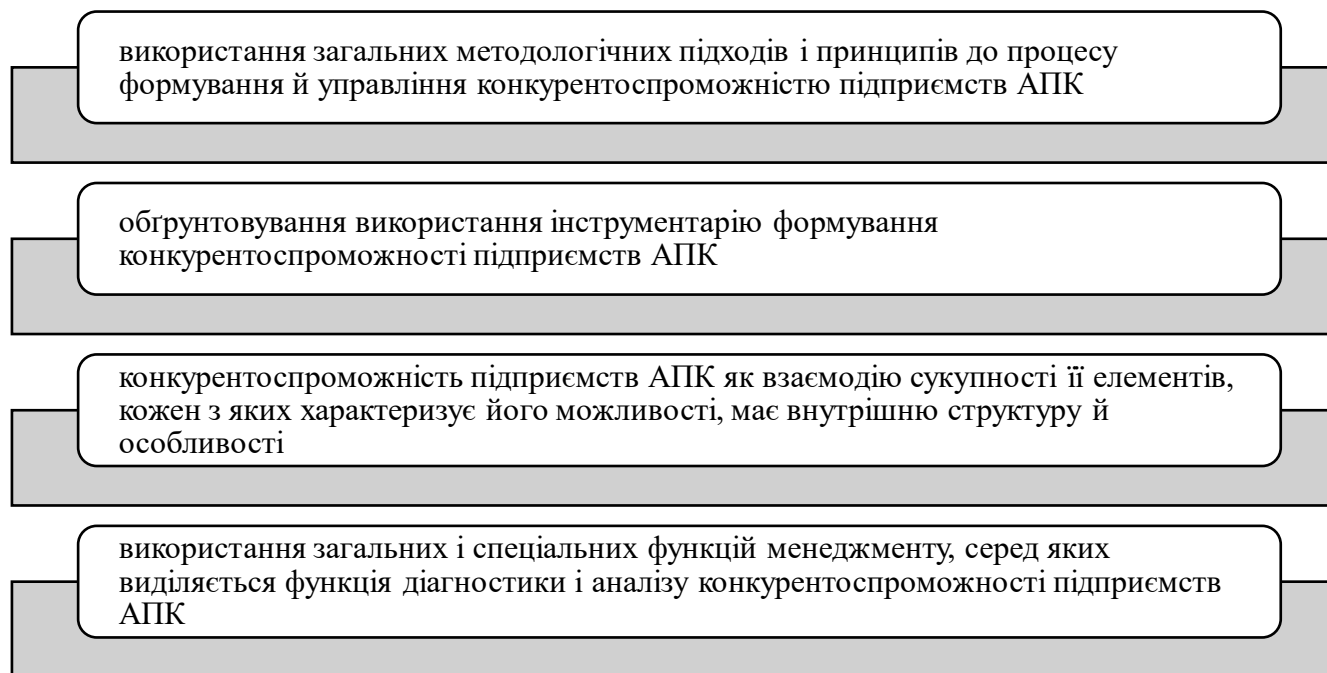 використання загальних методологічних підходів і принципів до процесу
формування й управління конкурентоспроможністю підприємств АПК
обґрунтовування використання інструментарію формування
конкурентоспроможності підприємств АПК
конкурентоспроможність підприємств АПК як взаємодію сукупності її елементів,
кожен з яких характеризує його можливості, має внутрішню структуру й
особливості
використання загальних і спеціальних функцій менеджменту, серед яких
виділяється функція діагностики і аналізу конкурентоспроможності підприємств
АПК